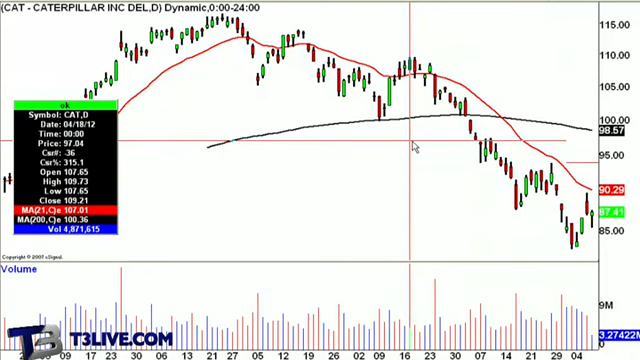 (CAT - CATERPILLAR INC DEL,D) Dynamic,0:00-24:00
115.00
110.00
105.00
100.00
98.57
95.00
90.29
87.41
85.00
ok
Symbol: CAT,D
Date: 04/18/12
Time: 00:00
Price: 97.04
Csr#: -36
Csr%: 315.1
Open 107.65
High 109.73
Low 107.65
Close 109.21
MA(21,C)e 107.01
MA(200,C)e 100.36
Vol 4,871,615
Copyright © 2007 eSignal.
Volume
9M
3.27422M
0
T3 T3LIVE.COM
09 17 23 01 06 13 21 27 05 12 19 26 02 09 16 23 30 07 14 21 29 04